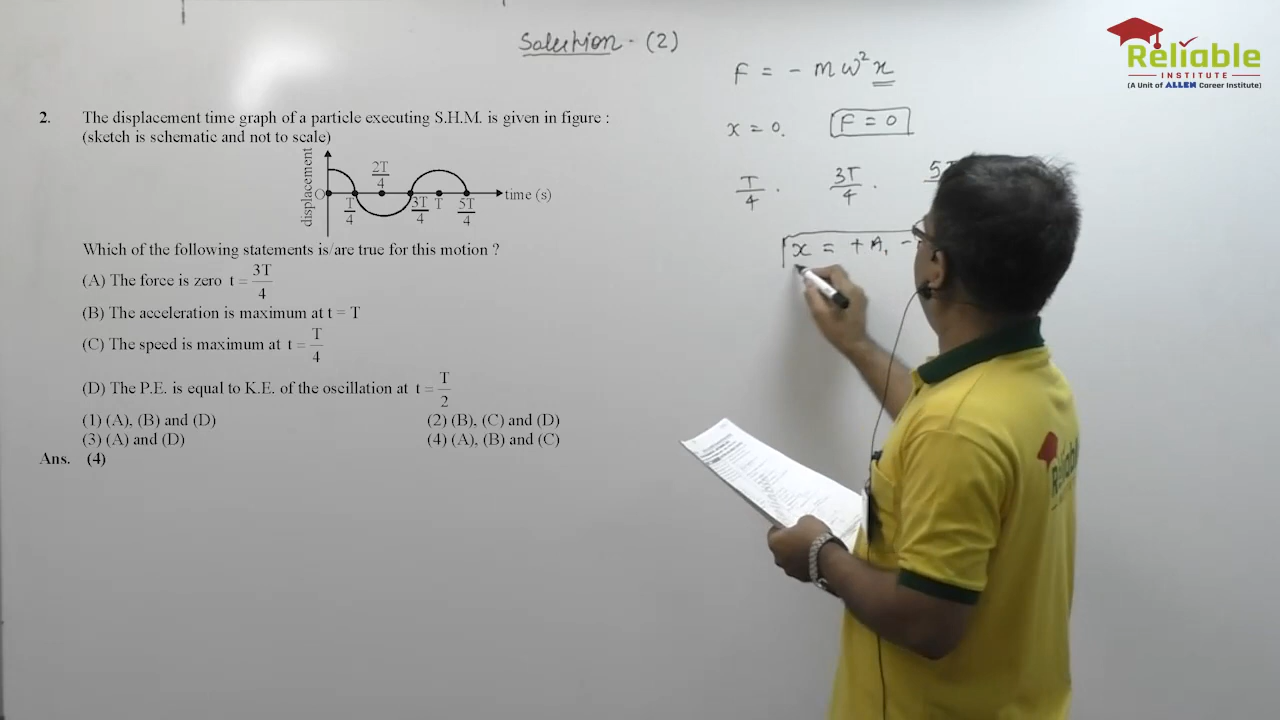 Solution - (2)
Reliable
INSTITUTE
(A Unit of ALLEN Career Institute)
2. The displacement time graph of a particle executing S.H.M. is given in figure :
(sketch is schematic and not to scale)
displacement
O
T/4
2T/4
3T/4
T
5T/4
time (s)
Which of the following statements is/are true for this motion ?
(A) The force is zero t = 3T/4
(B) The acceleration is maximum at t = T
(C) The speed is maximum at t = T/4
(D) The P.E. is equal to K.E. of the oscillation at t = T/2
(1) (A), (B) and (D) (2) (B), (C) and (D)
(3) (A) and (D) (4) (A), (B) and (C)
Ans. (4)
F = - mω²x
x = 0. F = 0
T/4 . 3T/4 .
x = +A, -